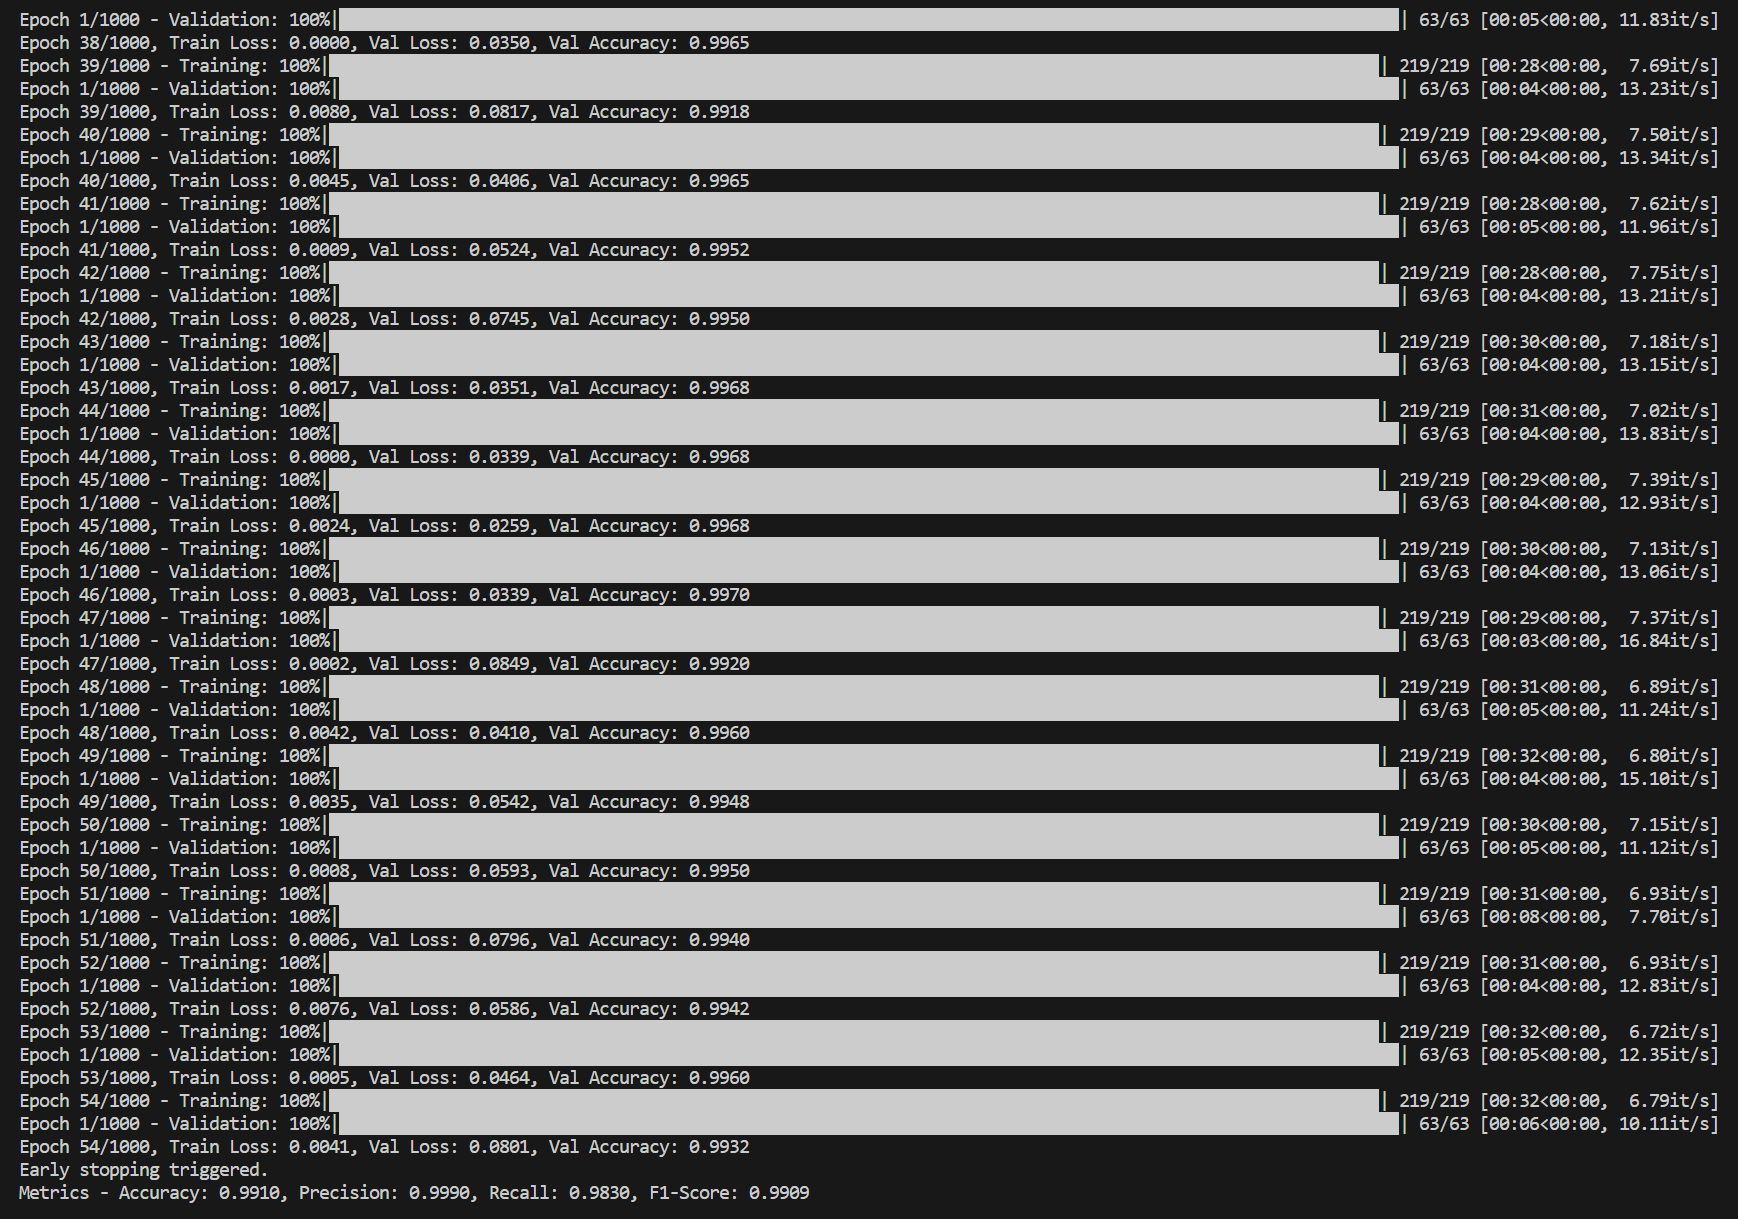 Epoch 1/1000 - Validation: 100%| | 63/63 [00:05<00:00, 11.83it/s]
Epoch 38/1000, Train Loss: 0.0000, Val Loss: 0.0350, Val Accuracy: 0.9965
Epoch 39/1000 - Training: 100%| | 219/219 [00:28<00:00, 7.69it/s]
Epoch 1/1000 - Validation: 100%| | 63/63 [00:04<00:00, 13.23it/s]
Epoch 39/1000, Train Loss: 0.0080, Val Loss: 0.0817, Val Accuracy: 0.9918
Epoch 40/1000 - Training: 100%| | 219/219 [00:29<00:00, 7.50it/s]
Epoch 1/1000 - Validation: 100%| | 63/63 [00:04<00:00, 13.34it/s]
Epoch 40/1000, Train Loss: 0.0045, Val Loss: 0.0406, Val Accuracy: 0.9965
Epoch 41/1000 - Training: 100%| | 219/219 [00:28<00:00, 7.62it/s]
Epoch 1/1000 - Validation: 100%| | 63/63 [00:05<00:00, 11.96it/s]
Epoch 41/1000, Train Loss: 0.0009, Val Loss: 0.0524, Val Accuracy: 0.9952
Epoch 42/1000 - Training: 100%| | 219/219 [00:28<00:00, 7.75it/s]
Epoch 1/1000 - Validation: 100%| | 63/63 [00:04<00:00, 13.21it/s]
Epoch 42/1000, Train Loss: 0.0028, Val Loss: 0.0745, Val Accuracy: 0.9950
Epoch 43/1000 - Training: 100%| | 219/219 [00:30<00:00, 7.18it/s]
Epoch 1/1000 - Validation: 100%| | 63/63 [00:04<00:00, 13.15it/s]
Epoch 43/1000, Train Loss: 0.0017, Val Loss: 0.0351, Val Accuracy: 0.9968
Epoch 44/1000 - Training: 100%| | 219/219 [00:31<00:00, 7.02it/s]
Epoch 1/1000 - Validation: 100%| | 63/63 [00:04<00:00, 13.83it/s]
Epoch 44/1000, Train Loss: 0.0000, Val Loss: 0.0339, Val Accuracy: 0.9968
Epoch 45/1000 - Training: 100%| | 219/219 [00:29<00:00, 7.39it/s]
Epoch 1/1000 - Validation: 100%| | 63/63 [00:04<00:00, 12.93it/s]
Epoch 45/1000, Train Loss: 0.0024, Val Loss: 0.0259, Val Accuracy: 0.9968
Epoch 46/1000 - Training: 100%| | 219/219 [00:30<00:00, 7.13it/s]
Epoch 1/1000 - Validation: 100%| | 63/63 [00:04<00:00, 13.06it/s]
Epoch 46/1000, Train Loss: 0.0003, Val Loss: 0.0339, Val Accuracy: 0.9970
Epoch 47/1000 - Training: 100%| | 219/219 [00:29<00:00, 7.37it/s]
Epoch 1/1000 - Validation: 100%| | 63/63 [00:03<00:00, 16.84it/s]
Epoch 47/1000, Train Loss: 0.0002, Val Loss: 0.0849, Val Accuracy: 0.9920
Epoch 48/1000 - Training: 100%| | 219/219 [00:31<00:00, 6.89it/s]
Epoch 1/1000 - Validation: 100%| | 63/63 [00:05<00:00, 11.24it/s]
Epoch 48/1000, Train Loss: 0.0042, Val Loss: 0.0410, Val Accuracy: 0.9960
Epoch 49/1000 - Training: 100%| | 219/219 [00:32<00:00, 6.80it/s]
Epoch 1/1000 - Validation: 100%| | 63/63 [00:04<00:00, 15.10it/s]
Epoch 49/1000, Train Loss: 0.0035, Val Loss: 0.0542, Val Accuracy: 0.9948
Epoch 50/1000 - Training: 100%| | 219/219 [00:30<00:00, 7.15it/s]
Epoch 1/1000 - Validation: 100%| | 63/63 [00:05<00:00, 11.12it/s]
Epoch 50/1000, Train Loss: 0.0008, Val Loss: 0.0593, Val Accuracy: 0.9950
Epoch 51/1000 - Training: 100%| | 219/219 [00:31<00:00, 6.93it/s]
Epoch 1/1000 - Validation: 100%| | 63/63 [00:08<00:00, 7.70it/s]
Epoch 51/1000, Train Loss: 0.0006, Val Loss: 0.0796, Val Accuracy: 0.9940
Epoch 52/1000 - Training: 100%| | 219/219 [00:31<00:00, 6.93it/s]
Epoch 1/1000 - Validation: 100%| | 63/63 [00:04<00:00, 12.83it/s]
Epoch 52/1000, Train Loss: 0.0076, Val Loss: 0.0586, Val Accuracy: 0.9942
Epoch 53/1000 - Training: 100%| | 219/219 [00:32<00:00, 6.72it/s]
Epoch 1/1000 - Validation: 100%| | 63/63 [00:05<00:00, 12.35it/s]
Epoch 53/1000, Train Loss: 0.0005, Val Loss: 0.0464, Val Accuracy: 0.9960
Epoch 54/1000 - Training: 100%| | 219/219 [00:32<00:00, 6.79it/s]
Epoch 1/1000 - Validation: 100%| | 63/63 [00:06<00:00, 10.11it/s]
Epoch 54/1000, Train Loss: 0.0041, Val Loss: 0.0801, Val Accuracy: 0.9932
Early stopping triggered.
Metrics - Accuracy: 0.9910, Precision: 0.9990, Recall: 0.9830, F1-Score: 0.9909